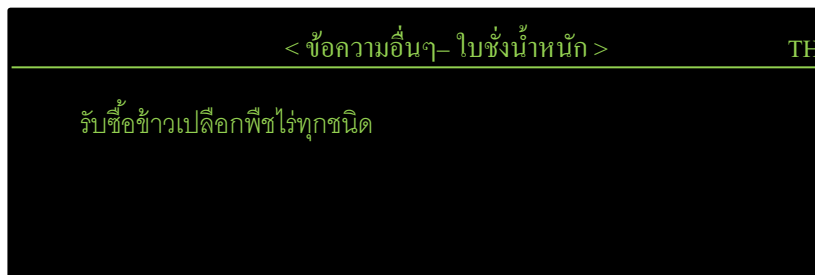 < ข้อความอื่นๆ– ใบชั่งน้ำหนัก > TH
รับซื้อข้าวเปลือกพืชไร่ทุกชนิด